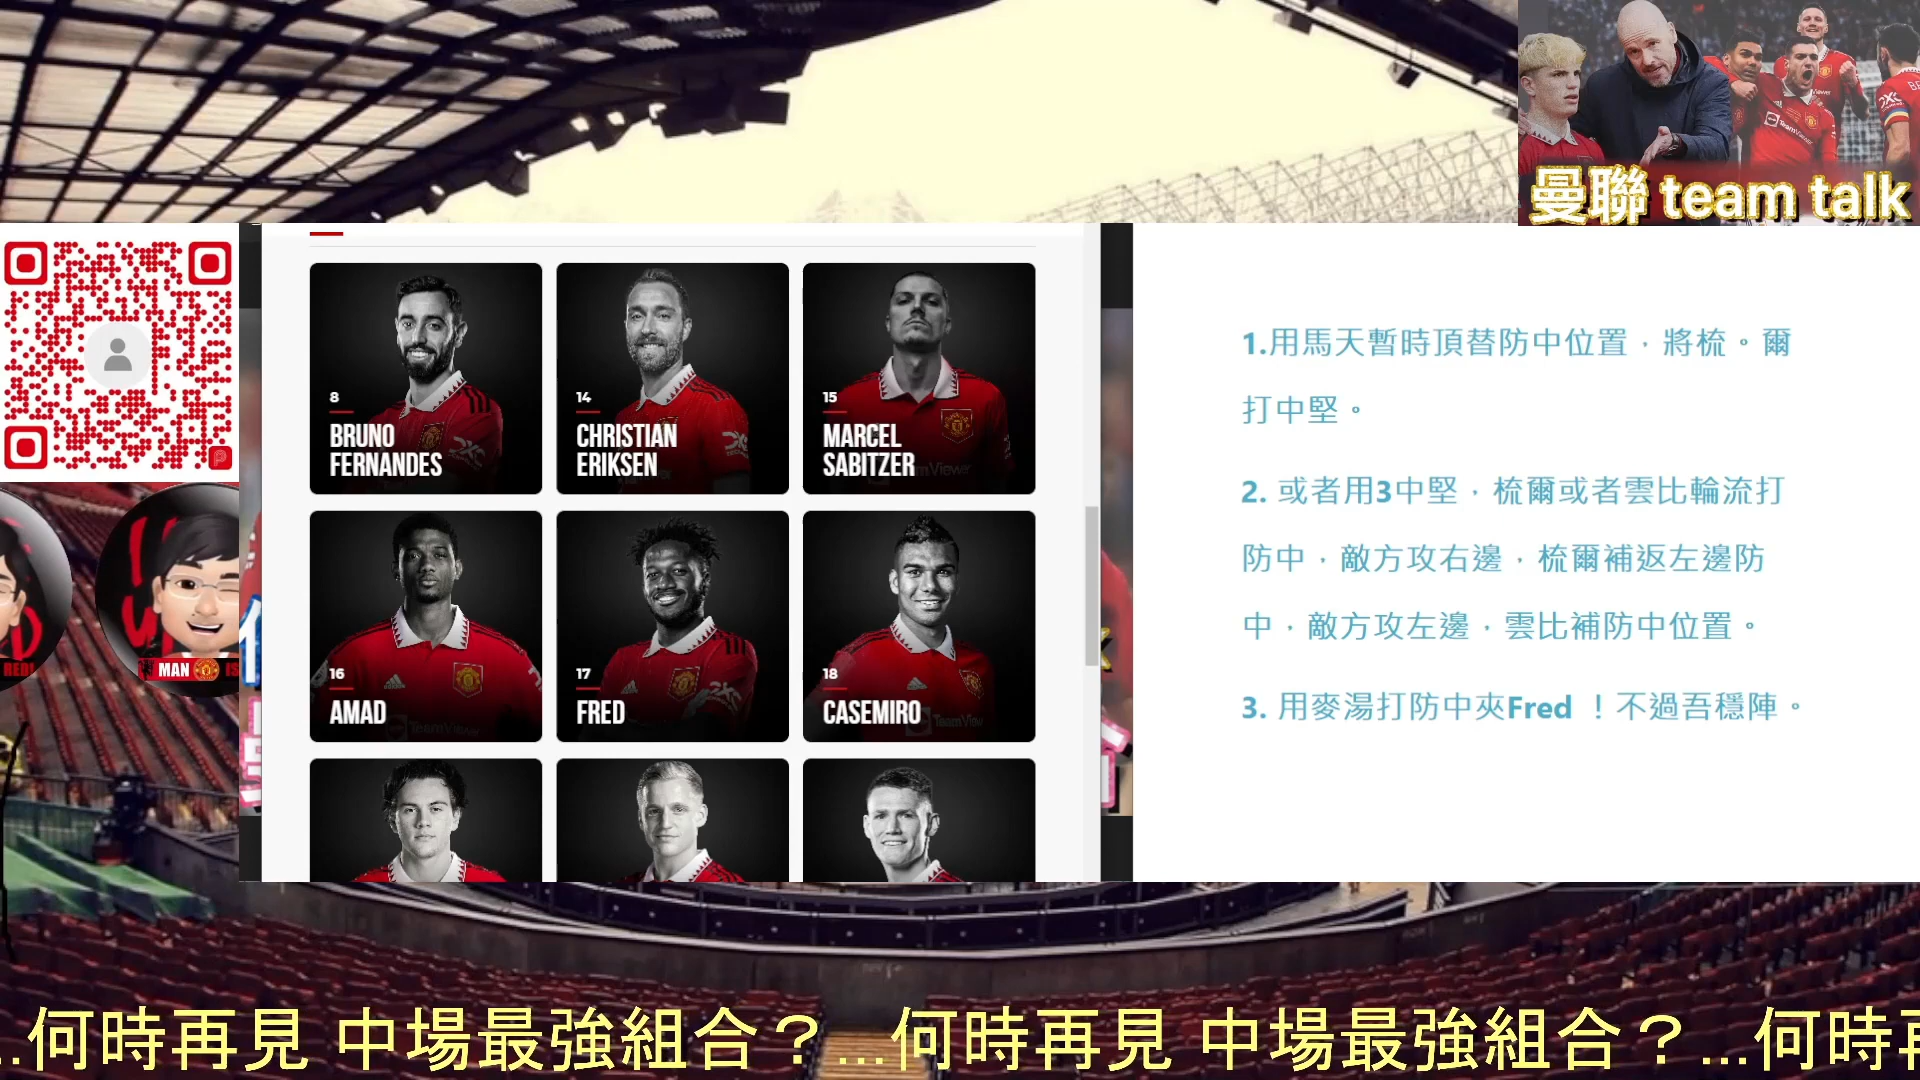 曼聯 team talk
8
BRUNO
FERNANDES
14
CHRISTIAN
ERIKSEN
15
MARCEL
SABITZER
16
AMAD
17
FRED
18
CASEMIRO
1.用馬天暫時頂替防中位置，將梳。爾
打中堅。
2. 或者用3中堅，梳爾或者雲比輪流打
防中，敵方攻右邊，梳爾補返左邊防
中，敵方攻左邊，雲比補防中位置。
3. 用麥湯打防中夾Fred ！不過吾穩陣。
RED!
MAN
...何時再見 中場最強組合？...何時再見 中場最強組合？...何時再